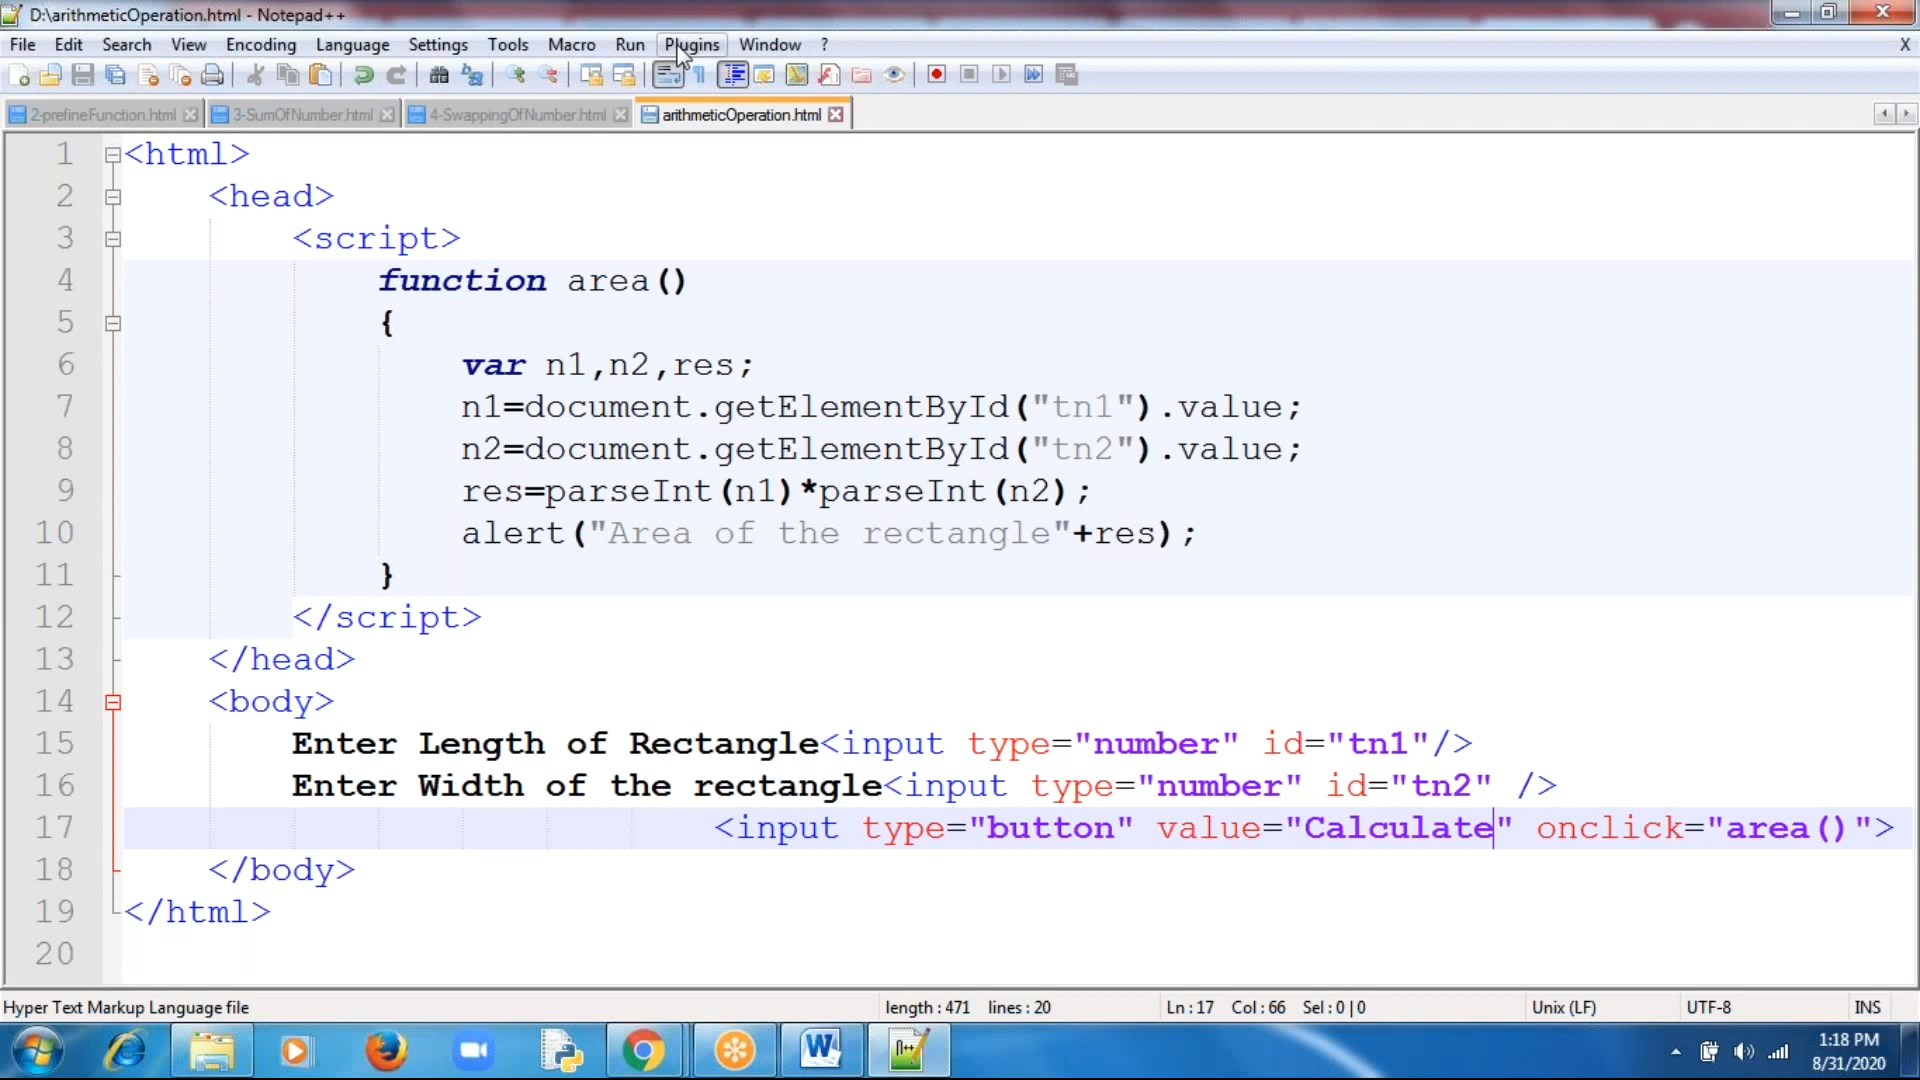 D:\arithmeticOperation.html - Notepad++
File Edit Search View Encoding Language Settings Tools Macro Run Plugins Window ? X
2-prefineFunction.html 3-SumOfNumber.html 4-SwappingOfNumber.html arithmeticOperation.html
1 <html>
2 <head>
3 <script>
4 function area()
5 {
6 var n1,n2,res;
7 n1=document.getElementById("tn1").value;
8 n2=document.getElementById("tn2").value;
9 res=parseInt(n1)*parseInt(n2);
10 alert("Area of the rectangle"+res);
11 }
12 </script>
13 </head>
14 <body>
15 Enter Length of Rectangle<input type="number" id="tn1"/>
16 Enter Width of the rectangle<input type="number" id="tn2" />
17 <input type="button" value="Calculate" onclick="area()">
18 </body>
19 </html>
20
Hyper Text Markup Language file length : 471 lines : 20 Ln : 17 Col : 66 Sel : 0 | 0 Unix (LF) UTF-8 INS
1:18 PM
8/31/2020